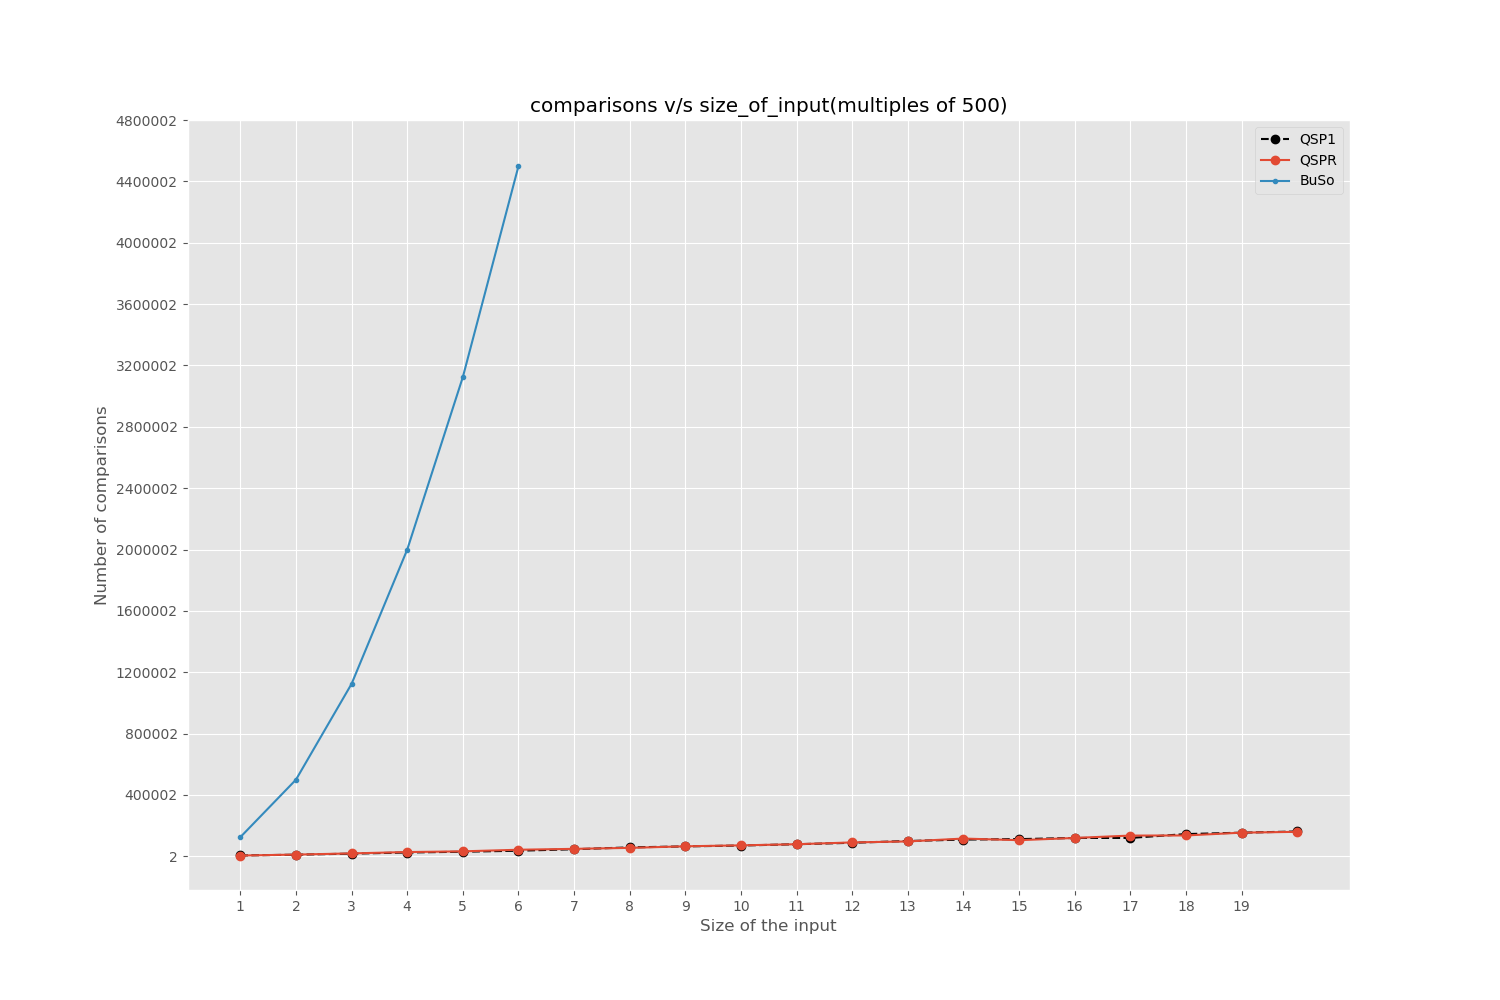 comparisons v/s size_of_input(multiples of 500)
4800002
4400002
4000002
3600002
3200002
2800002
2400002
2000002
1600002
1200002
800002
400002
2
Number of comparisons
QSP1
QSPR
BuSo
1 2 3 4 5 6 7 8 9 10 11 12 13 14 15 16 17 18 19
Size of the input